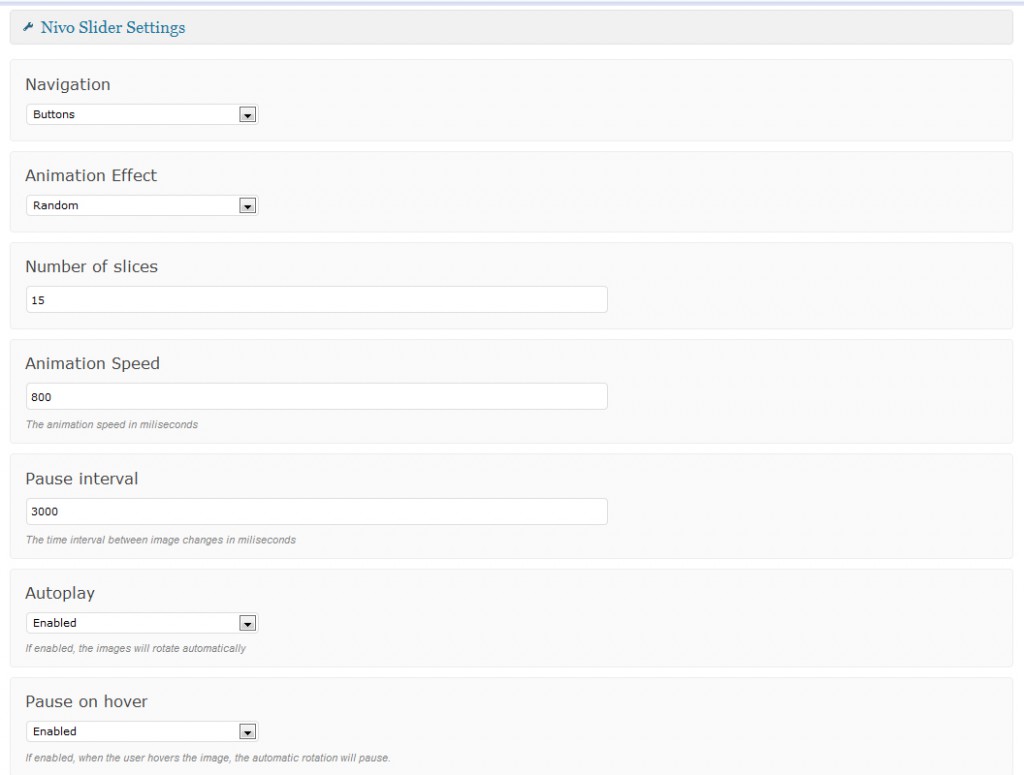 Nivo Slider Settings
Navigation
Buttons
Animation Effect
Random
Number of slices
15
Animation Speed
800
The animation speed in miliseconds
Pause interval
3000
The time interval between image changes in miliseconds
Autoplay
Enabled
If enabled, the images will rotate automatically
Pause on hover
Enabled
If enabled, when the user hovers the image, the automatic rotation will pause.